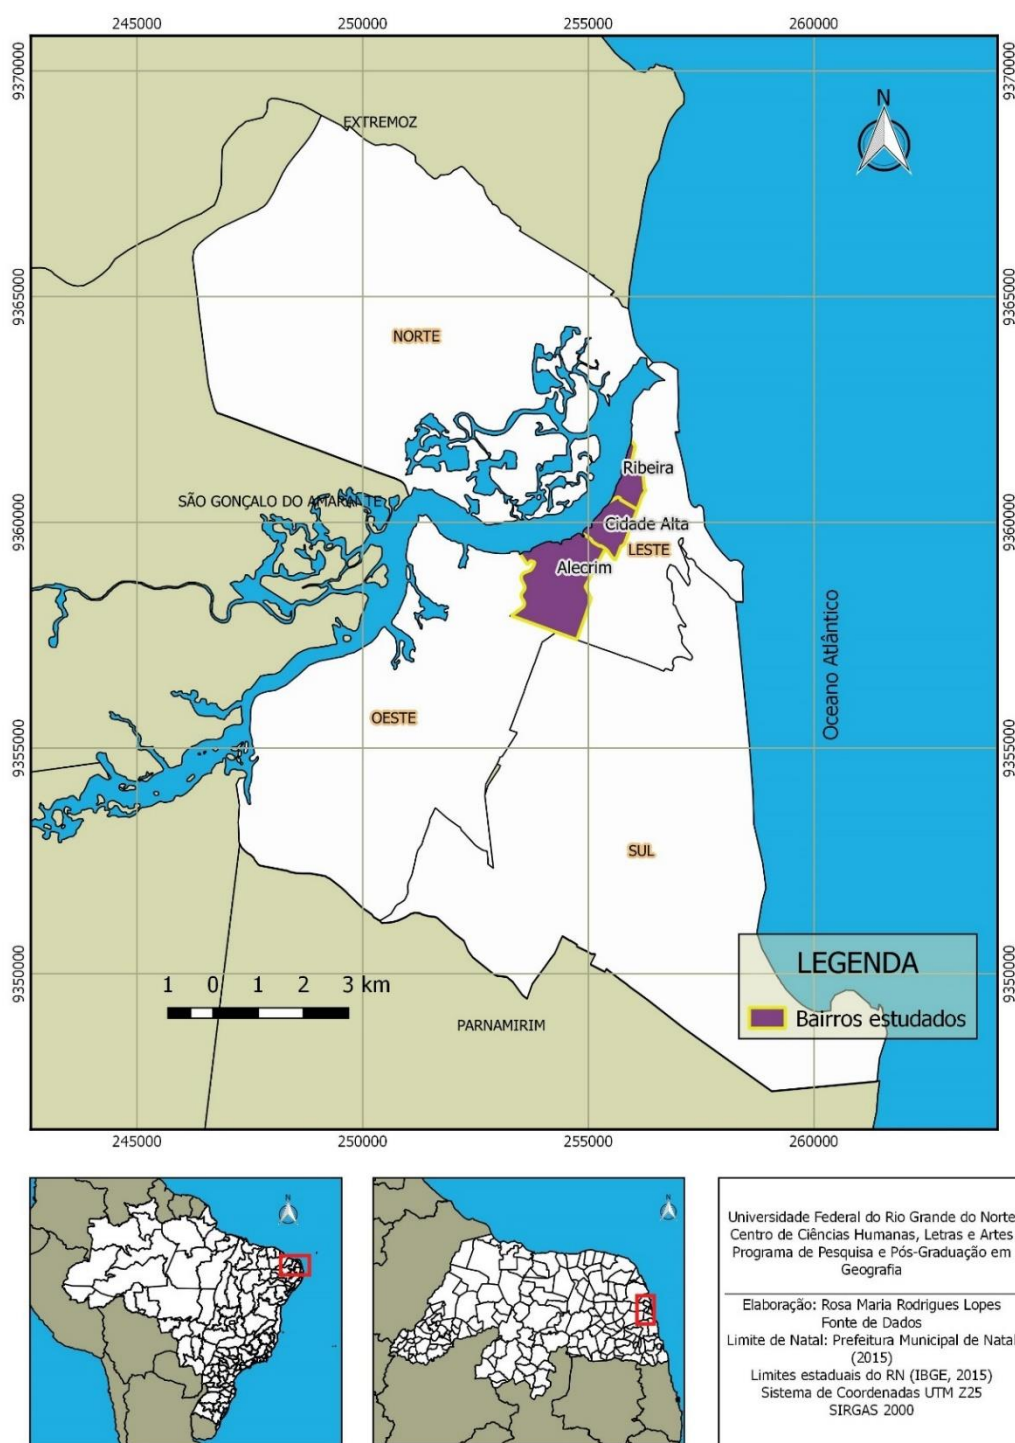 245000
250000
255000
260000
9370000
9370000
N
EXTREMOZ
9365000
9365000
NORTE
Ribeira
SÃO GONÇALO DO AMARANTE
9360000
9360000
Cidade Alta
LESTE
Alecrim
Oceano Atlântico
OESTE
9355000
9355000
SUL
LEGENDA
Bairros estudados
9350000
9350000
1 0 1 2 3 km
PARNAMIRIM
245000
250000
255000
260000
N
N
Universidade Federal do Rio Grande do Norte
Centro de Ciências Humanas, Letras e Artes
Programa de Pesquisa e Pós-Graduação em
Geografia
Elaboração: Rosa Maria Rodrigues Lopes
Fonte de Dados
Limite de Natal: Prefeitura Municipal de Natal
(2015)
Limites estaduais do RN (IBGE, 2015)
Sistema de Coordenadas UTM Z25
SIRGAS 2000